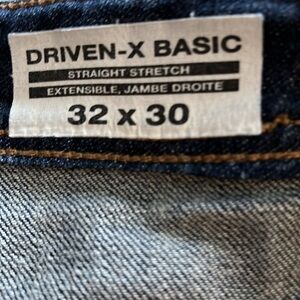 DRIVEN-X BASIC
STRAIGHT STRETCH
EXTENSIBLE, JAMBE DROITE
32 x 30